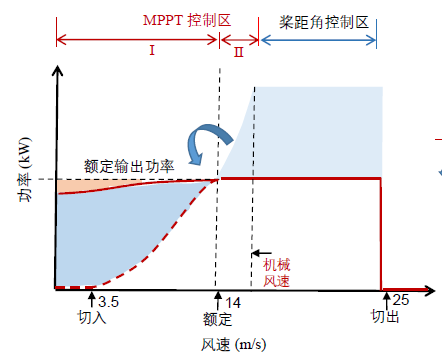 MPPT 控制区
桨距角控制区
I
II
功率 (kW)
额定输出功率
机械
风速
3.5
14
25
切入
额定
切出
风速 (m/s)